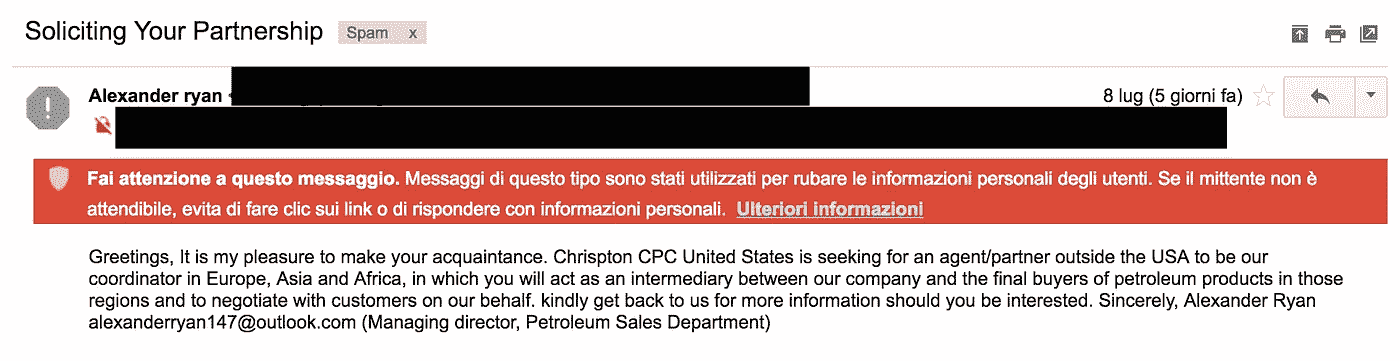 Soliciting Your Partnership Spam x
Alexander ryan 8 lug (5 giorni fa)
Fai attenzione a questo messaggio. Messaggi di questo tipo sono stati utilizzati per rubare le informazioni personali degli utenti. Se il mittente non è
attendibile, evita di fare clic sui link o di rispondere con informazioni personali. Ulteriori informazioni
Greetings, It is my pleasure to make your acquaintance. Chrispton CPC United States is seeking for an agent/partner outside the USA to be our
coordinator in Europe, Asia and Africa, in which you will act as an intermediary between our company and the final buyers of petroleum products in those
regions and to negotiate with customers on our behalf. kindly get back to us for more information should you be interested. Sincerely, Alexander Ryan
alexanderryan147@outlook.com (Managing director, Petroleum Sales Department)